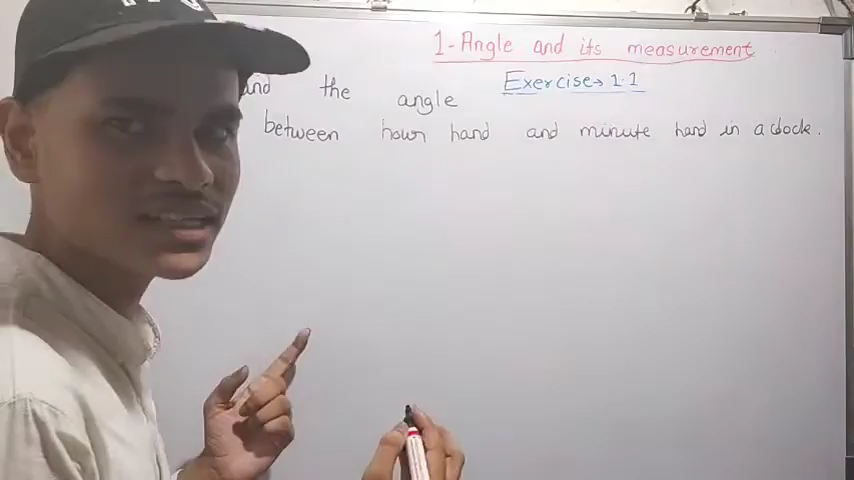 1-Angle and its measurement
Exercise→ 1.1
and the angle
between hour hand and minute hand in a clock.